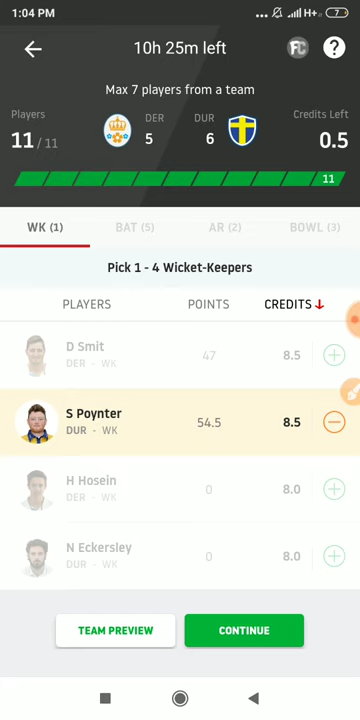 1:04 PM
H+
7
10h 25m left
FC
?
Max 7 players from a team
Players
11 / 11
DER
5
DUR
6
Credits Left
0.5
11
WK (1)
BAT (5)
AR (2)
BOWL (3)
Pick 1 - 4 Wicket-Keepers
PLAYERS
POINTS
CREDITS
D Smit
DER - WK
47
8.5
S Poynter
DUR - WK
54.5
8.5
H Hosein
DER - WK
0
8.0
N Eckersley
DUR - WK
0
8.0
TEAM PREVIEW
CONTINUE